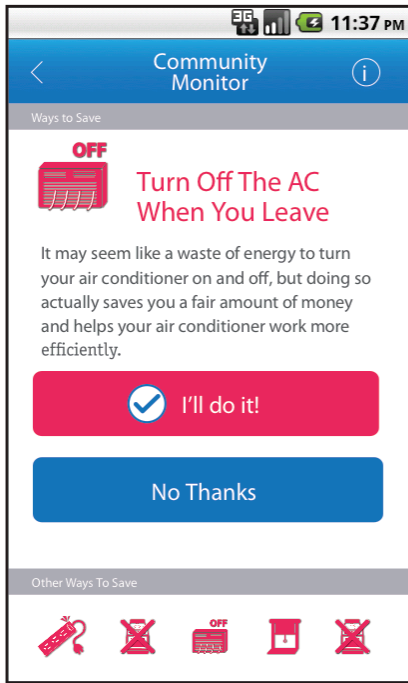 3G 11:37 PM
Community
Monitor
i
Ways to Save
OFF
Turn Off The AC
When You Leave
It may seem like a waste of energy to turn
your air conditioner on and off, but doing so
actually saves you a fair amount of money
and helps your air conditioner work more
efficiently.
I'll do it!
No Thanks
Other Ways To Save
OFF